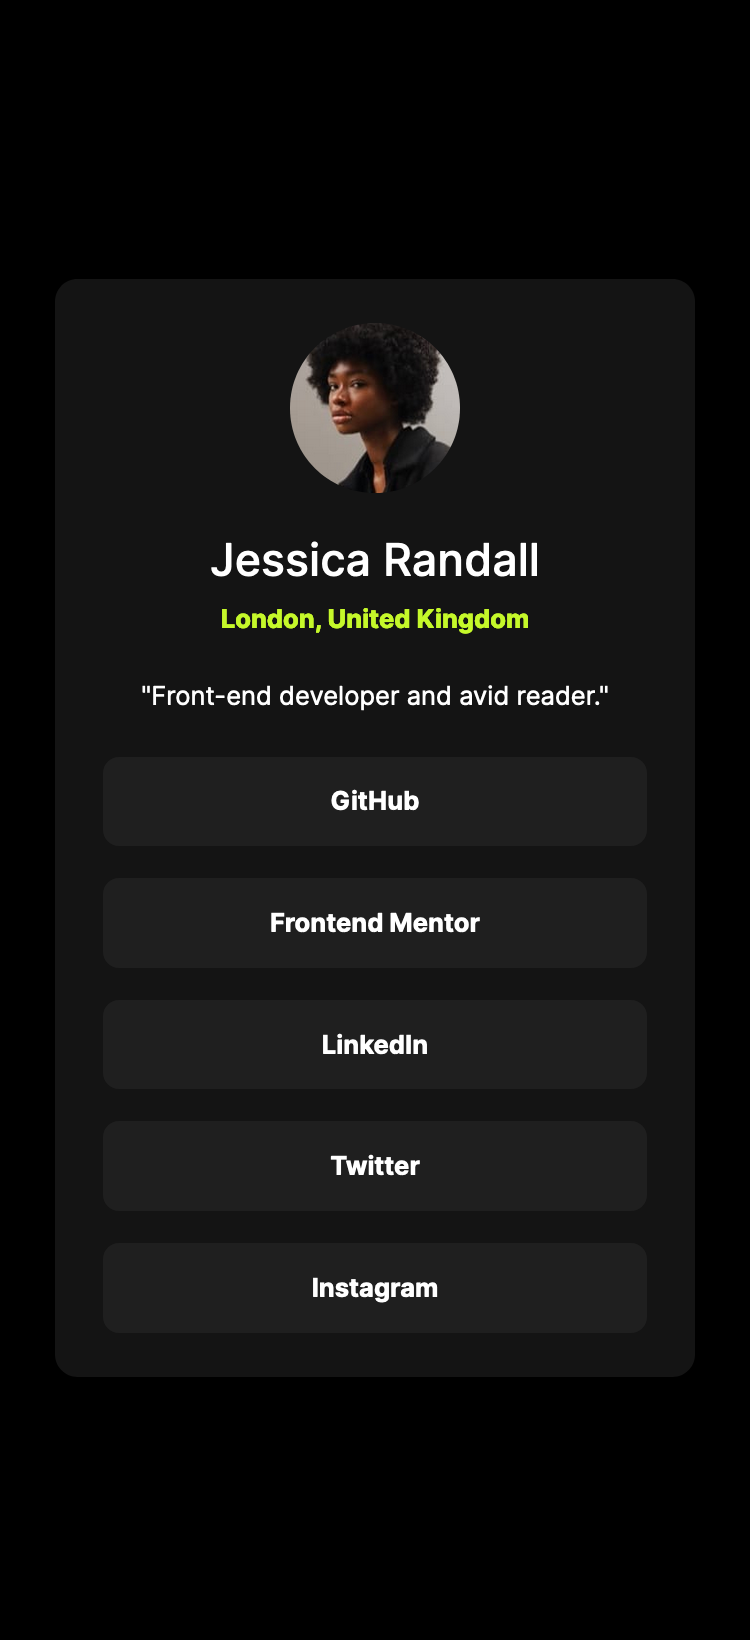 Jessica Randall
London, United Kingdom
"Front-end developer and avid reader."
GitHub
Frontend Mentor
LinkedIn
Twitter
Instagram